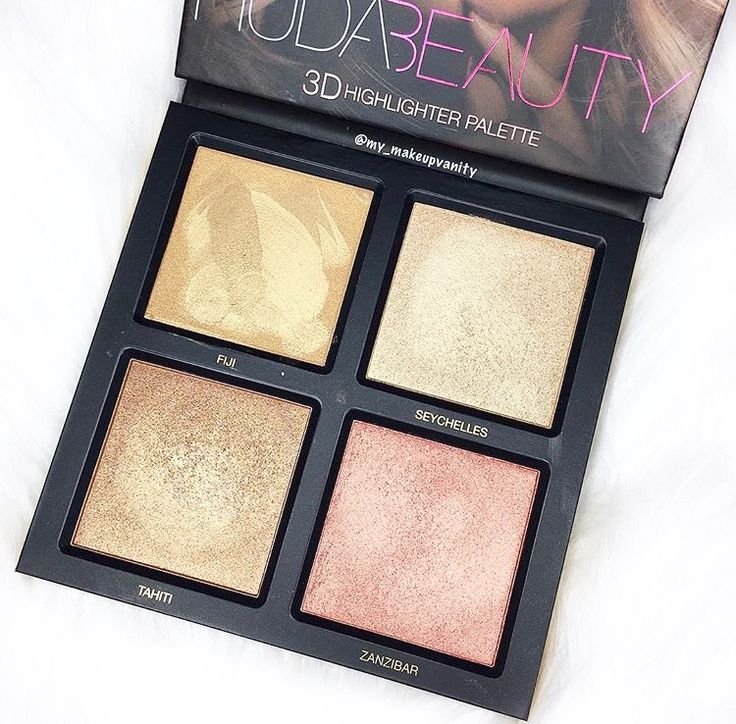 HUDABEAUTY
3D HIGHLIGHTER PALETTE
@my_makeupvanity
FIJI
SEYCHELLES
TAHITI
ZANZIBAR